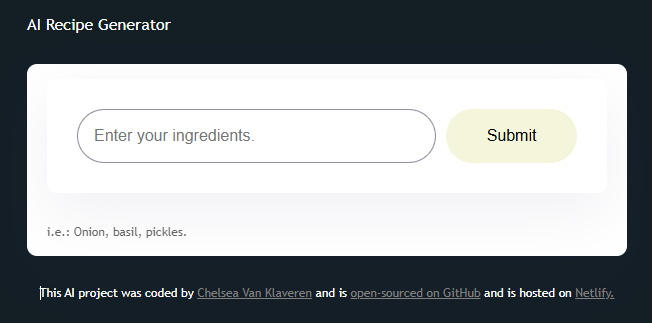 AI Recipe Generator
Enter your ingredients.
Submit
i.e.: Onion, basil, pickles.
This AI project was coded by Chelsea Van Klaveren and is open-sourced on GitHub and is hosted on Netlify.